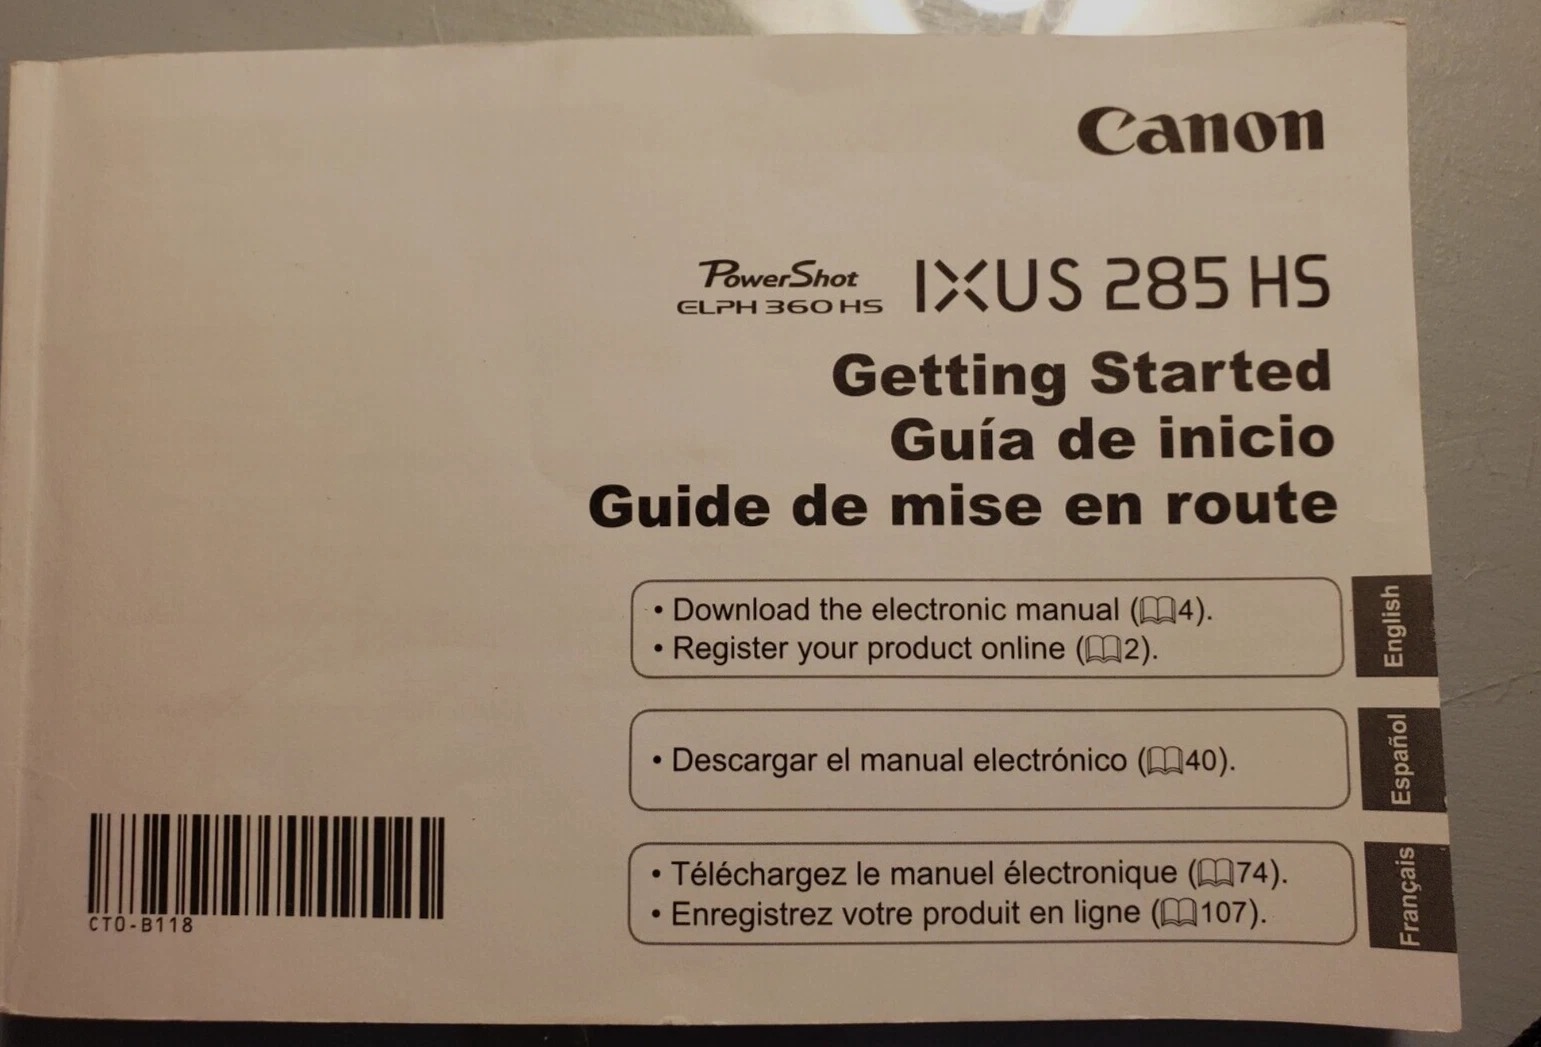 Canon
PowerShot
ELPH 360 HS
IXUS 285 HS
Getting Started
Guía de inicio
Guide de mise en route
• Download the electronic manual (📖4).
• Register your product online (📖2).
English
• Descargar el manual electrónico (📖40).
Español
• Téléchargez le manuel électronique (📖74).
• Enregistrez votre produit en ligne (📖107).
Français
CT0-B118